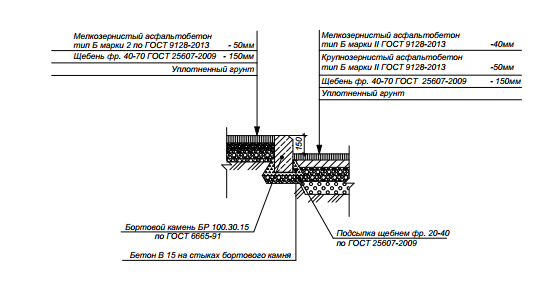 Мелкозернистый асфальтобетон
тип Б марки 2 по ГОСТ 9128-2013 - 50мм
Щебень фр. 40-70 ГОСТ 25607-2009 - 150мм
Уплотненный грунт
Мелкозернистый асфальтобетон
тип Б марки II ГОСТ 9128-2013 -40мм
Крупнозернистый асфальтобетон
тип Б марки II ГОСТ 9128-2013 -50мм
Щебень фр. 40-70 ГОСТ 25607-2009 - 150мм
Уплотненный грунт
150
Бортовой камень БР 100.30.15
по ГОСТ 6665-91
Бетон В 15 на стыках бортового камня
Подсыпка щебнем фр. 20-40
по ГОСТ 25607-2009